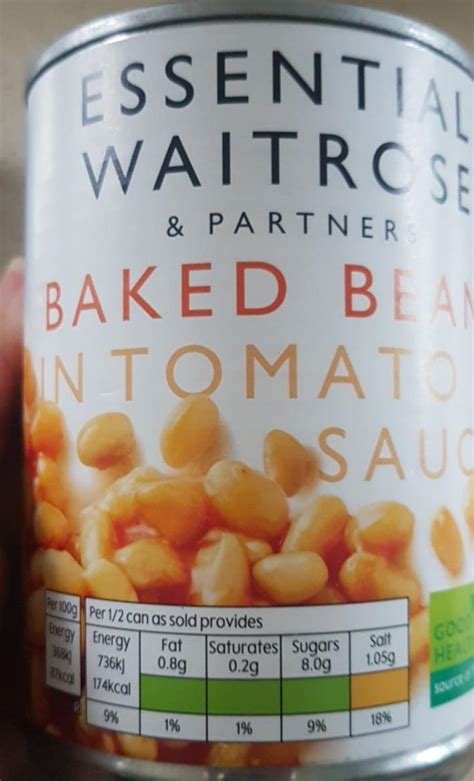 ESSENTIAL
WAITROSE
& PARTNERS
BAKED BEAN
IN TOMATO
SAUC
Per 100g
Energy
368kJ
87kcal
Per 1/2 can as sold provides
Energy
736kJ
174kcal
9%
Fat
0.8g
1%
Saturates
0.2g
1%
Sugars
8.0g
9%
Salt
1.05g
18%
GOO
HEAL
source o